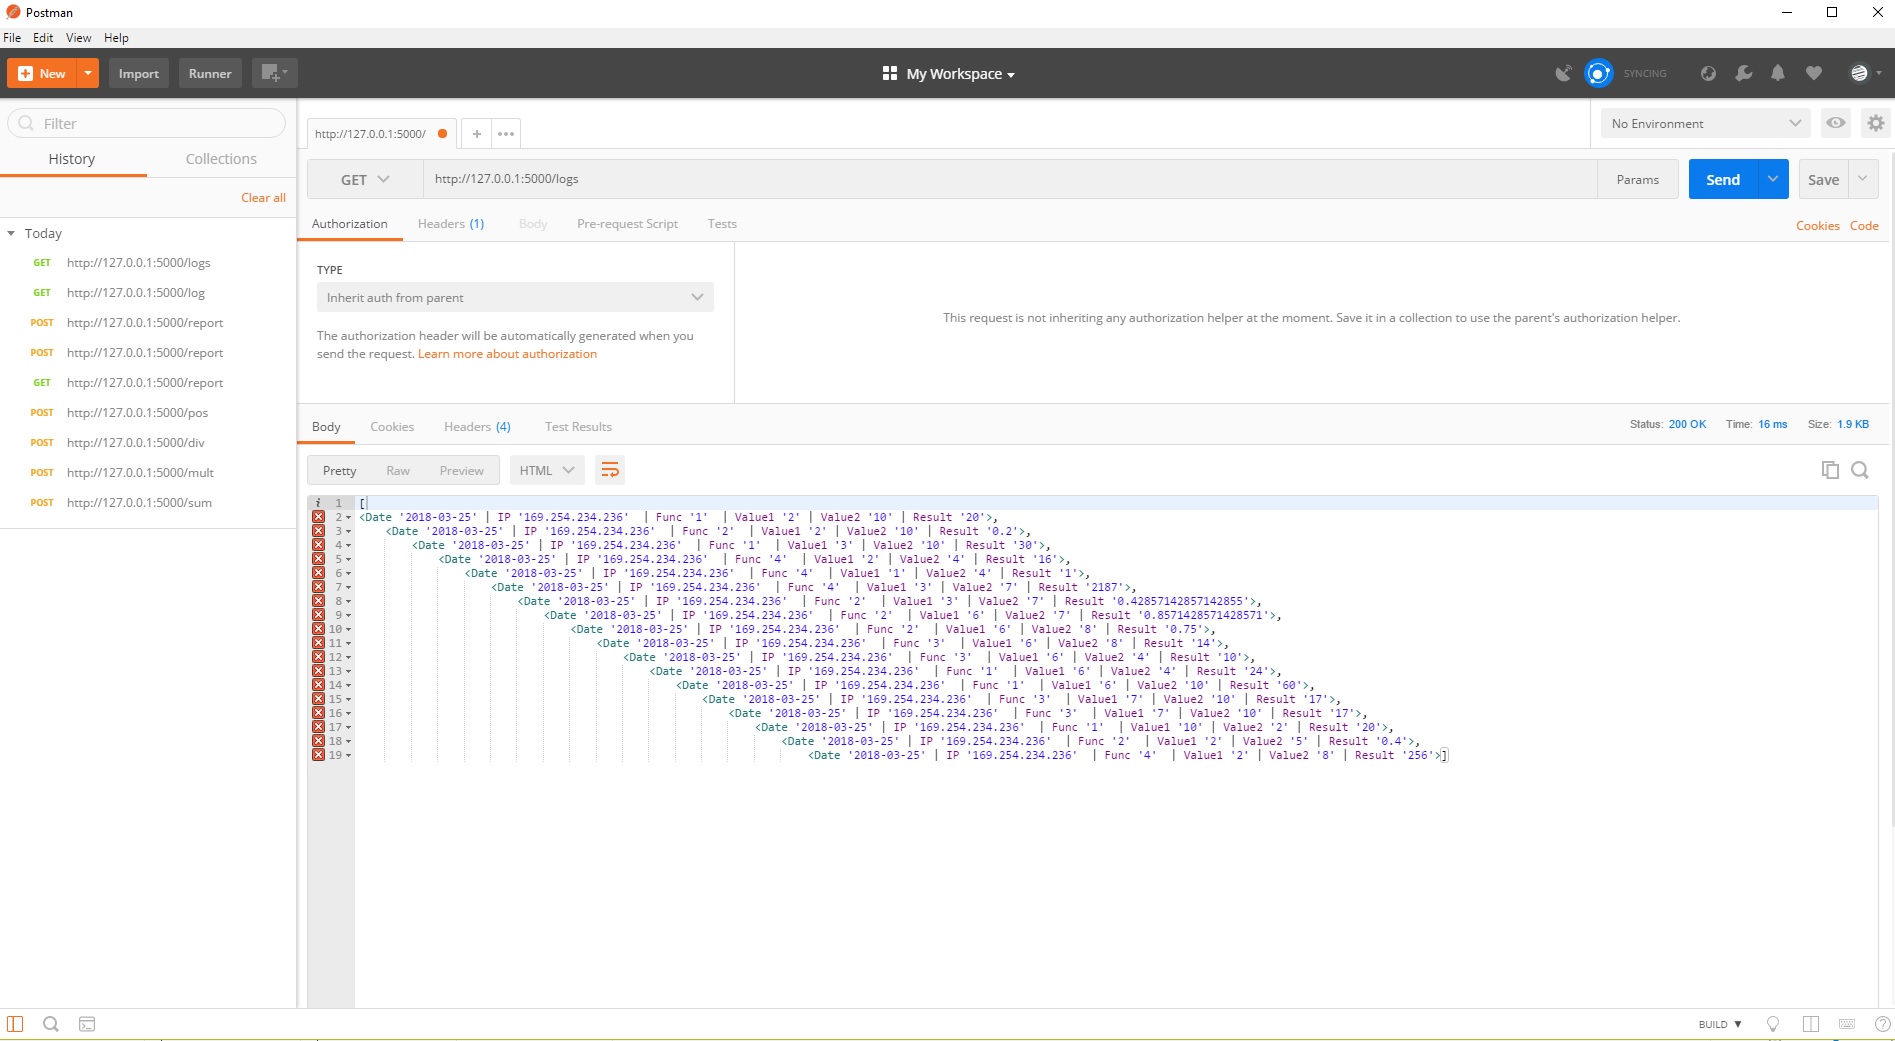 Postman
File Edit View Help
New Import Runner My Workspace SYNCING
Filter
History Collections
Clear all
Today
GET http://127.0.0.1:5000/logs
GET http://127.0.0.1:5000/log
POST http://127.0.0.1:5000/report
POST http://127.0.0.1:5000/report
GET http://127.0.0.1:5000/report
POST http://127.0.0.1:5000/pos
POST http://127.0.0.1:5000/div
POST http://127.0.0.1:5000/mult
POST http://127.0.0.1:5000/sum
http://127.0.0.1:5000/ + ••• No Environment
GET http://127.0.0.1:5000/logs Params Send Save
Authorization Headers (1) Body Pre-request Script Tests Cookies Code
TYPE
Inherit auth from parent
The authorization header will be automatically generated when you
send the request. Learn more about authorization
This request is not inheriting any authorization helper at the moment. Save it in a collection to use the parent's authorization helper.
Body Cookies Headers (4) Test Results Status: 200 OK Time: 16 ms Size: 1.9 KB
Pretty Raw Preview HTML
i 1 [
2 <Date '2018-03-25' | IP '169.254.234.236' | Func '1' | Value1 '2' | Value2 '10' | Result '20'>,
3 <Date '2018-03-25' | IP '169.254.234.236' | Func '2' | Value1 '2' | Value2 '10' | Result '0.2'>,
4 <Date '2018-03-25' | IP '169.254.234.236' | Func '1' | Value1 '3' | Value2 '10' | Result '30'>,
5 <Date '2018-03-25' | IP '169.254.234.236' | Func '4' | Value1 '2' | Value2 '4' | Result '16'>,
6 <Date '2018-03-25' | IP '169.254.234.236' | Func '4' | Value1 '1' | Value2 '4' | Result '1'>,
7 <Date '2018-03-25' | IP '169.254.234.236' | Func '4' | Value1 '3' | Value2 '7' | Result '2187'>,
8 <Date '2018-03-25' | IP '169.254.234.236' | Func '2' | Value1 '3' | Value2 '7' | Result '0.42857142857142855'>,
9 <Date '2018-03-25' | IP '169.254.234.236' | Func '2' | Value1 '6' | Value2 '7' | Result '0.8571428571428571'>,
10 <Date '2018-03-25' | IP '169.254.234.236' | Func '2' | Value1 '6' | Value2 '8' | Result '0.75'>,
11 <Date '2018-03-25' | IP '169.254.234.236' | Func '3' | Value1 '6' | Value2 '8' | Result '14'>,
12 <Date '2018-03-25' | IP '169.254.234.236' | Func '3' | Value1 '6' | Value2 '4' | Result '10'>,
13 <Date '2018-03-25' | IP '169.254.234.236' | Func '1' | Value1 '6' | Value2 '4' | Result '24'>,
14 <Date '2018-03-25' | IP '169.254.234.236' | Func '1' | Value1 '6' | Value2 '10' | Result '60'>,
15 <Date '2018-03-25' | IP '169.254.234.236' | Func '3' | Value1 '7' | Value2 '10' | Result '17'>,
16 <Date '2018-03-25' | IP '169.254.234.236' | Func '3' | Value1 '7' | Value2 '10' | Result '17'>,
17 <Date '2018-03-25' | IP '169.254.234.236' | Func '1' | Value1 '10' | Value2 '2' | Result '20'>,
18 <Date '2018-03-25' | IP '169.254.234.236' | Func '2' | Value1 '2' | Value2 '5' | Result '0.4'>,
19 <Date '2018-03-25' | IP '169.254.234.236' | Func '4' | Value1 '2' | Value2 '8' | Result '256'>]
BUILD